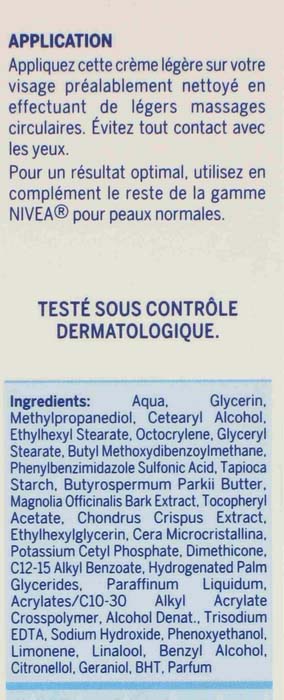 APPLICATION
Appliquez cette crème légère sur votre
visage préalablement nettoyé en
effectuant de légers massages
circulaires. Évitez tout contact avec
les yeux.
Pour un résultat optimal, utilisez en
complément le reste de la gamme
NIVEA® pour peaux normales.
TESTÉ SOUS CONTRÔLE
DERMATOLOGIQUE.
Ingredients: Aqua, Glycerin,
Methylpropanediol, Cetearyl Alcohol,
Ethylhexyl Stearate, Octocrylene, Glyceryl
Stearate, Butyl Methoxydibenzoylmethane,
Phenylbenzimidazole Sulfonic Acid, Tapioca
Starch, Butyrospermum Parkii Butter,
Magnolia Officinalis Bark Extract, Tocopheryl
Acetate, Chondrus Crispus Extract,
Ethylhexylglycerin, Cera Microcristallina,
Potassium Cetyl Phosphate, Dimethicone,
C12-15 Alkyl Benzoate, Hydrogenated Palm
Glycerides, Paraffinum Liquidum,
Acrylates/C10-30 Alkyl Acrylate
Crosspolymer, Alcohol Denat., Trisodium
EDTA, Sodium Hydroxide, Phenoxyethanol,
Limonene, Linalool, Benzyl Alcohol,
Citronellol, Geraniol, BHT, Parfum